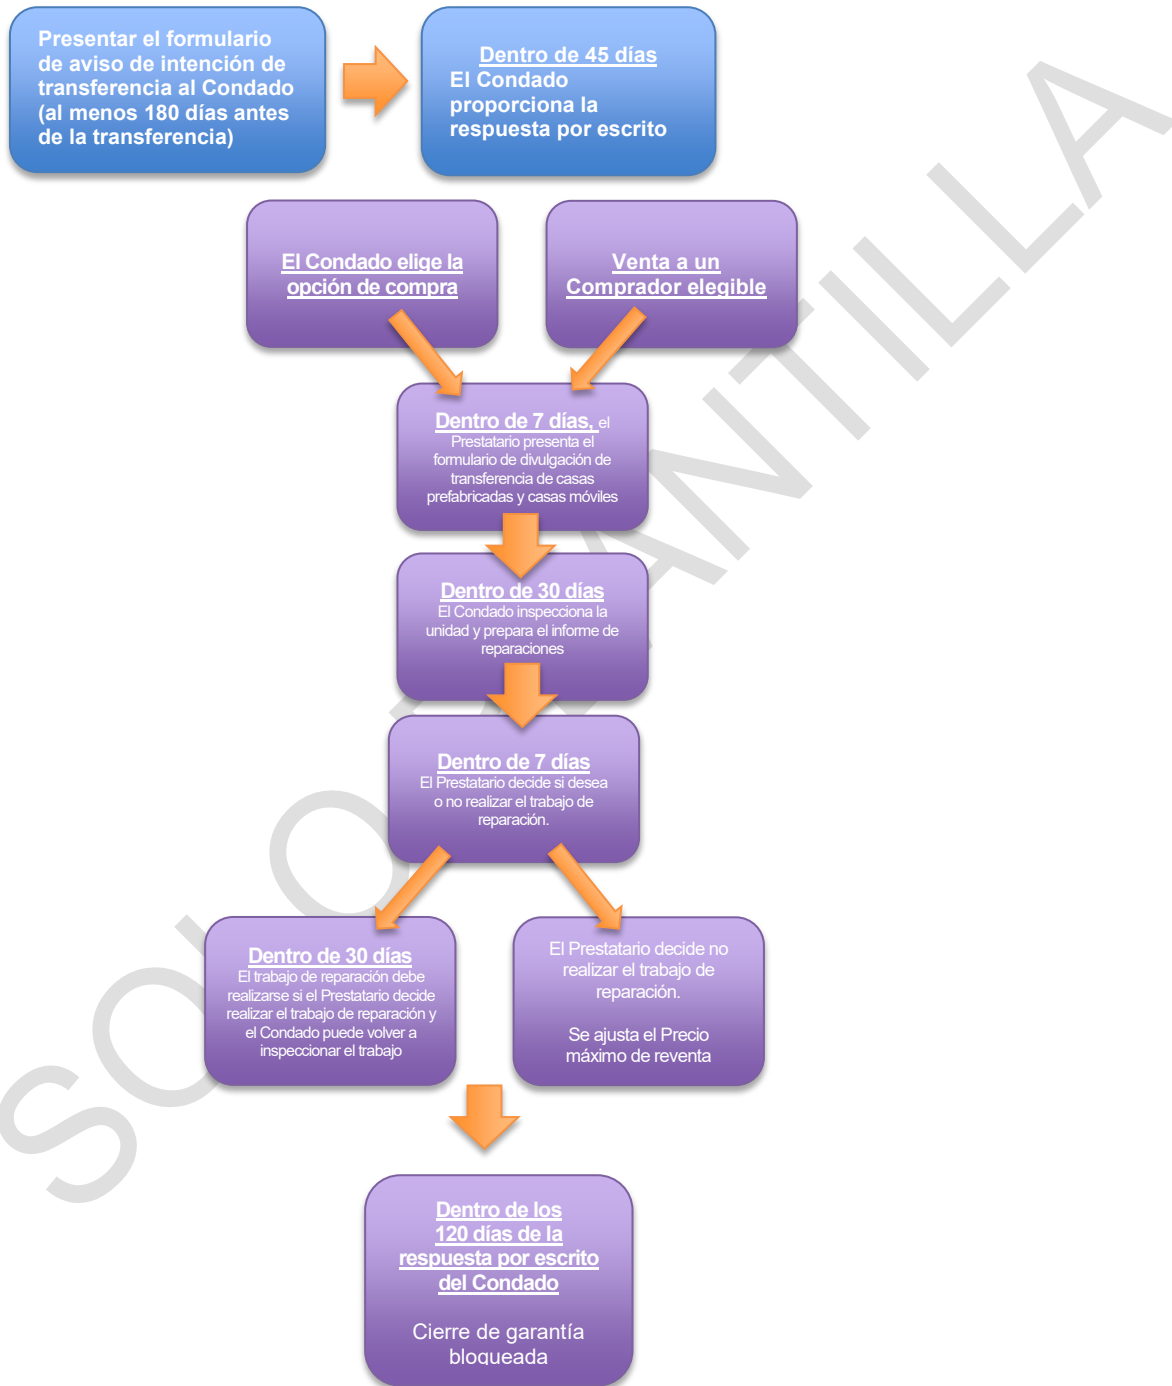 Presentar el formulario
de aviso de intención de
transferencia al Condado
(al menos 180 días antes
de la transferencia)
Dentro de 45 días
El Condado
proporciona la
respuesta por escrito
El Condado elige la
opción de compra
Venta a un
Comprador elegible
Dentro de 7 días, el
Prestatario presenta el
formulario de divulgación de
transferencia de casas
prefabricadas y casas móviles
Dentro de 30 días
El Condado inspecciona la
unidad y prepara el informe de
reparaciones
Dentro de 7 días
El Prestatario decide si desea
o no realizar el trabajo de
reparación.
Dentro de 30 días
El trabajo de reparación debe
realizarse si el Prestatario decide
realizar el trabajo de reparación y
el Condado puede volver a
inspeccionar el trabajo
El Prestatario decide no
realizar el trabajo de
reparación.
Se ajusta el Precio
máximo de reventa
Dentro de los
120 días de la
respuesta por escrito
del Condado
Cierre de garantía
bloqueada
SOLO PLANTILLA